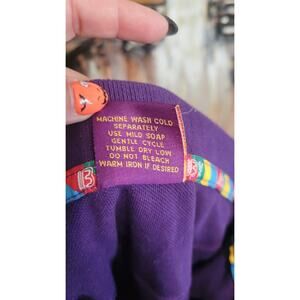 MACHINE WASH COLD
SEPARATELY
USE MILD SOAP
GENTLE CYCLE
TUMBLE DRY LOW
DO NOT BLEACH
WARM IRON IF DESIRED